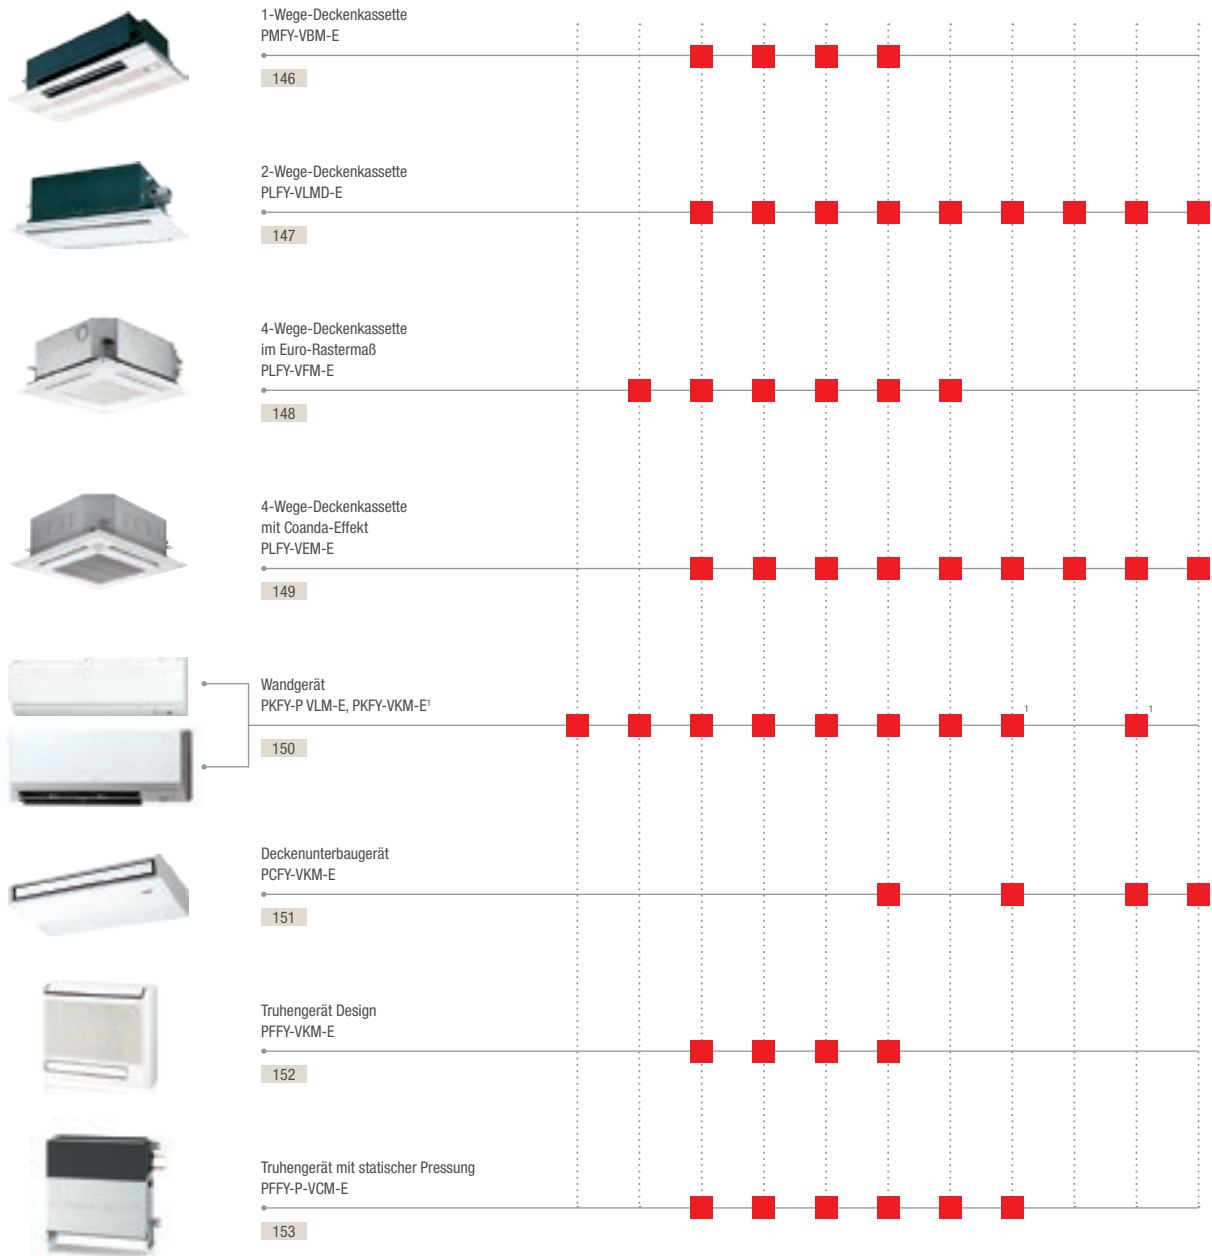 1-Wege-Deckenkassette
PMFY-VBM-E
146
2-Wege-Deckenkassette
PLFY-VLMD-E
147
4-Wege-Deckenkassette
im Euro-Rastermaß
PLFY-VFM-E
148
4-Wege-Deckenkassette
mit Coanda-Effekt
PLFY-VEM-E
149
Wandgerät
PKFY-P VLM-E, PKFY-VKM-E¹
1 1
150
Deckenunterbaugerät
PCFY-VKM-E
151
Truhengerät Design
PFFY-VKM-E
152
Truhengerät mit statischer Pressung
PFFY-P-VCM-E
153